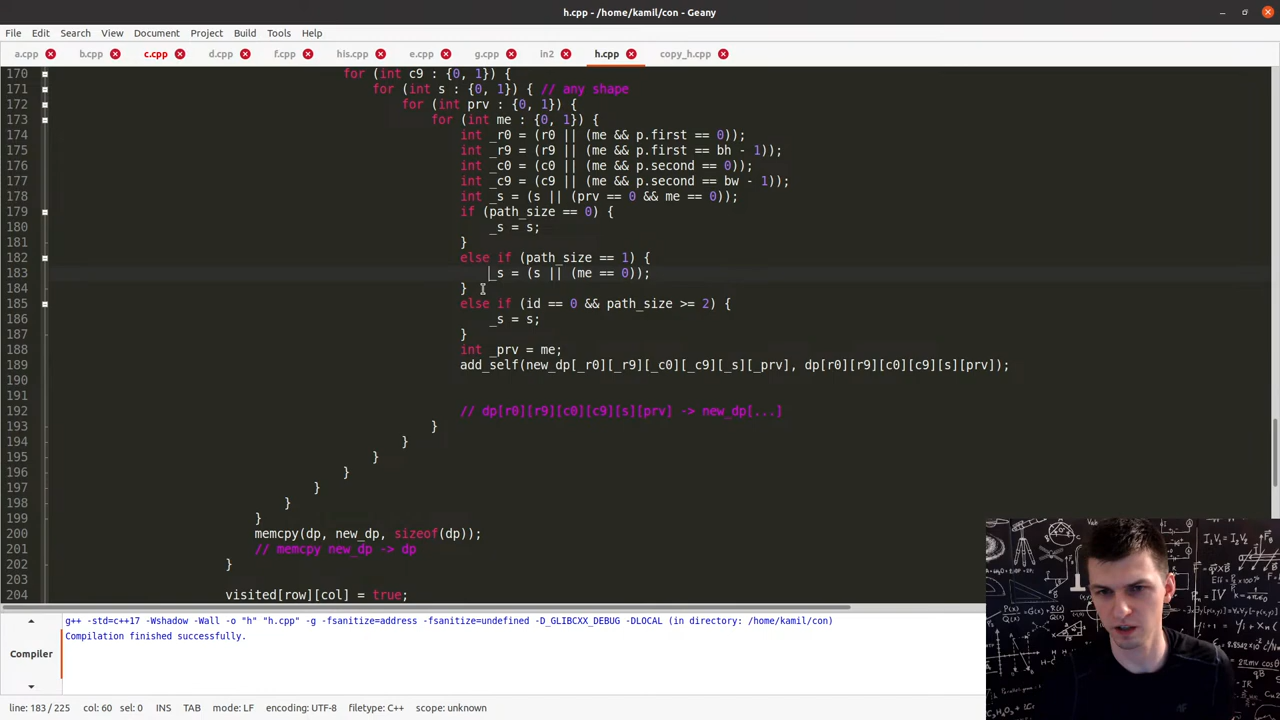 h.cpp - /home/kamil/con - Geany
File Edit Search View Document Project Build Tools Help
a.cpp b.cpp c.cpp d.cpp f.cpp his.cpp e.cpp g.cpp in2 h.cpp copy_h.cpp
170 for (int c9 : {0, 1}) {
171 for (int s : {0, 1}) { // any shape
172 for (int prv : {0, 1}) {
173 for (int me : {0, 1}) {
174 int _r0 = (r0 || (me && p.first == 0));
175 int _r9 = (r9 || (me && p.first == bh - 1));
176 int _c0 = (c0 || (me && p.second == 0));
177 int _c9 = (c9 || (me && p.second == bw - 1));
178 int _s = (s || (prv == 0 && me == 0));
179 if (path_size == 0) {
180 _s = s;
181 }
182 else if (path_size == 1) {
183 _s = (s || (me == 0));
184 }
185 else if (id == 0 && path_size >= 2) {
186 _s = s;
187 }
188 int _prv = me;
189 add_self(new_dp[_r0][_r9][_c0][_c9][_s][_prv], dp[r0][r9][c0][c9][s][prv]);
190
191
192 // dp[r0][r9][c0][c9][s][prv] -> new_dp[...]
193 }
194 }
195 }
196 }
197 }
198 }
199 }
200 memcpy(dp, new_dp, sizeof(dp));
201 // memcpy new_dp -> dp
202 }
203
204 visited[row][col] = true;
g++ -std=c++17 -Wshadow -Wall -o "h" "h.cpp" -g -fsanitize=address -fsanitize=undefined -D_GLIBCXX_DEBUG -DLOCAL (in directory: /home/kamil/con)
Compilation finished successfully.
Compiler
line: 183 / 225 col: 60 sel: 0 INS TAB mode: LF encoding: UTF-8 filetype: C++ scope: unknown